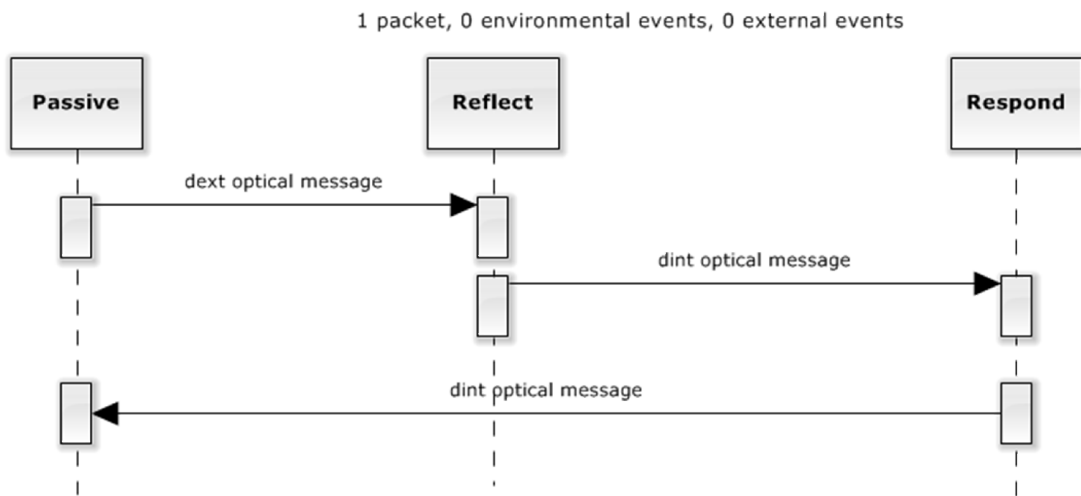 1 packet, 0 environmental events, 0 external events
Passive
Reflect
Respond
dext optical message
dint optical message
dint optical message